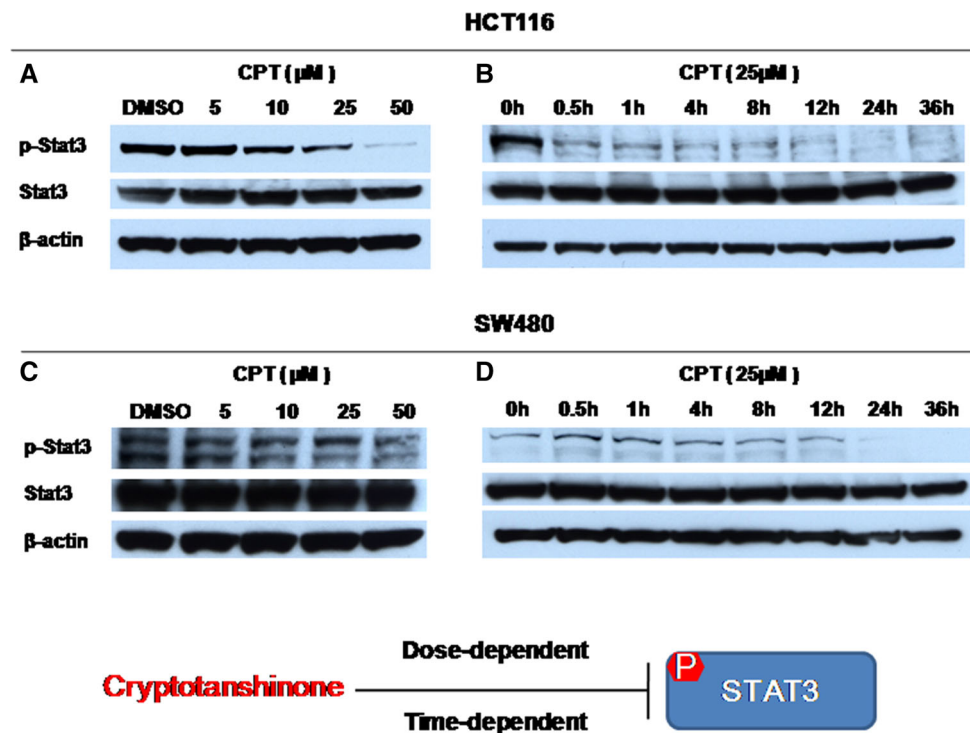 HCT116
A
CPT ( μM )
DMSO 5 10 25 50
p-Stat3
Stat3
β-actin
B
CPT ( 25μM )
0h 0.5h 1h 4h 8h 12h 24h 36h
SW480
C
CPT ( μM )
DMSO 5 10 25 50
p-Stat3
Stat3
β-actin
D
CPT ( 25μM )
0h 0.5h 1h 4h 8h 12h 24h 36h
Cryptotanshinone
Dose-dependent
Time-dependent
P
STAT3